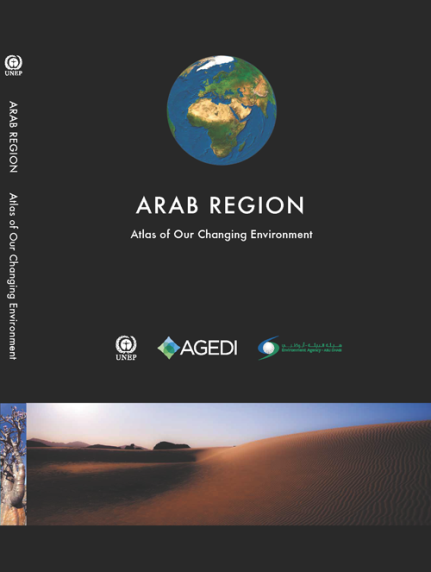 UNEP
ARAB REGION
Atlas of Our Changing Environment
ARAB REGION
Atlas of Our Changing Environment
UNEP
AGEDI
Environment Agency - Abu Dhabi